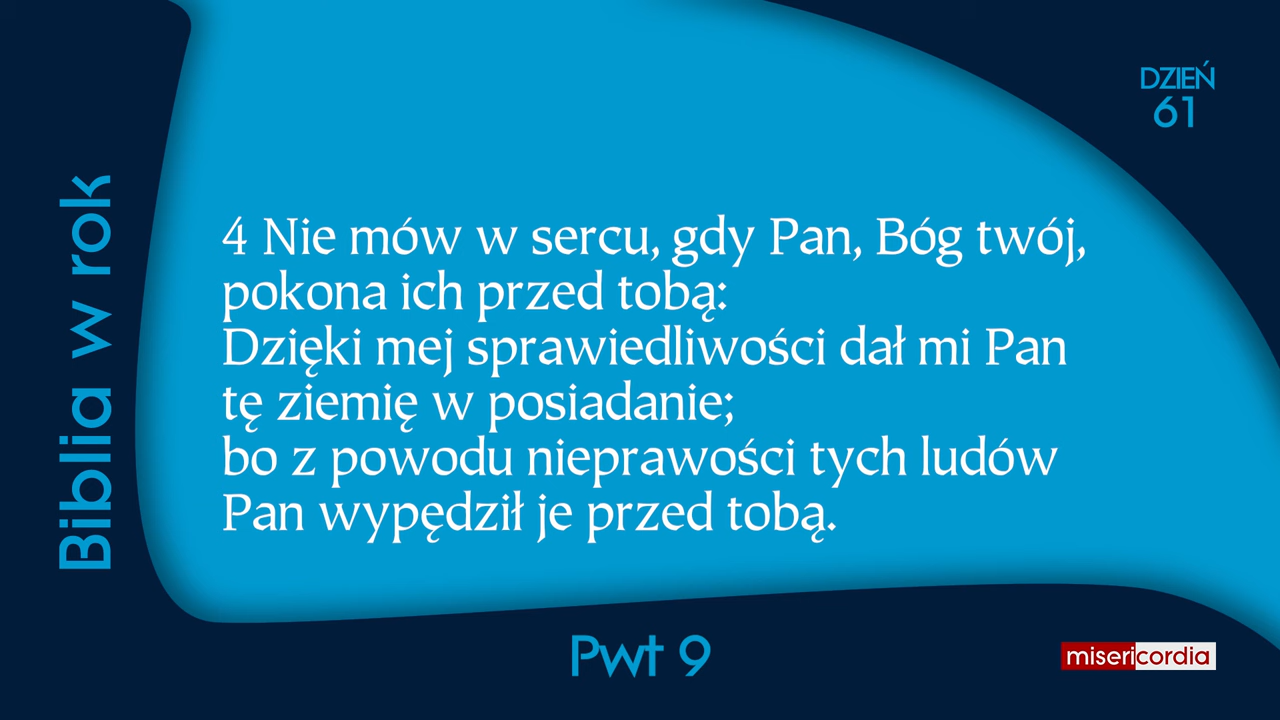 DZIEŃ
61
Biblia w rok
4 Nie mów w sercu, gdy Pan, Bóg twój,
pokona ich przed tobą:
Dzięki mej sprawiedliwości dał mi Pan
tę ziemię w posiadanie;
bo z powodu nieprawości tych ludów
Pan wypędził je przed tobą.
Pwt 9
misericordia